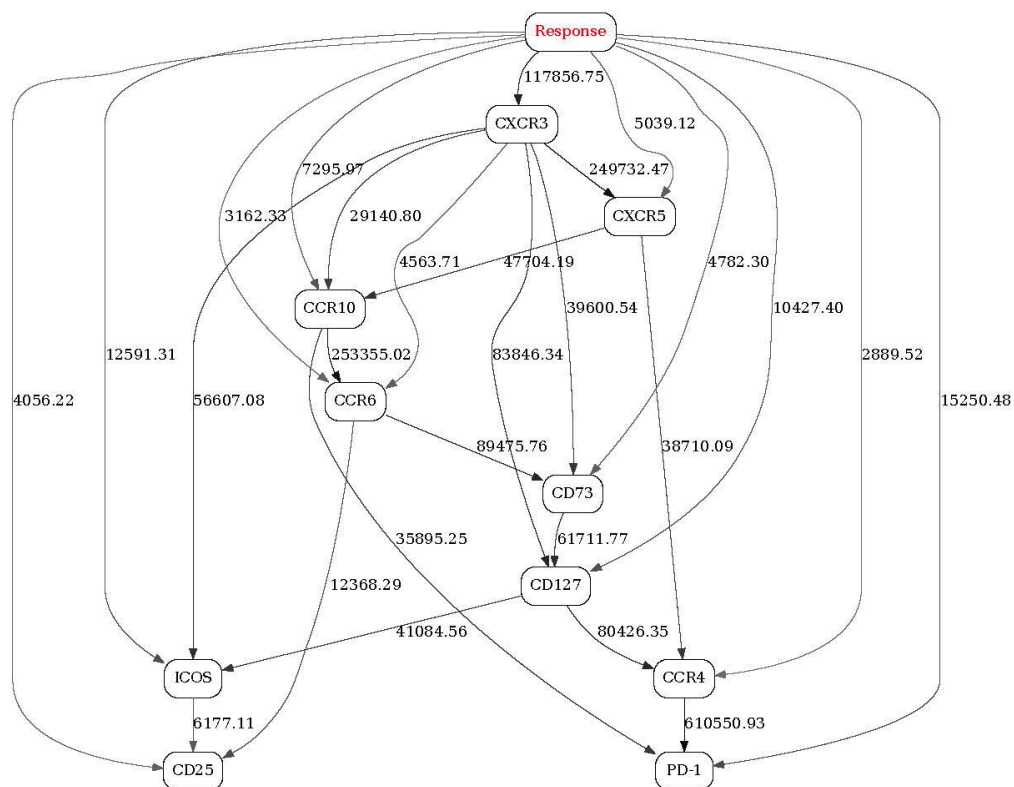 Response
117856.75
CXCR3
5039.12
7295.97
249732.47
3162.33
29140.80
CXCR5
4563.71
47704.19
4782.30
CCR10
39600.54
10427.40
12591.31
253355.02
83846.34
2889.52
4056.22
56607.08
CCR6
15250.48
89475.76
38710.09
CD73
35895.25
61711.77
12368.29
CD127
41084.56
80426.35
ICOS
CCR4
6177.11
610550.93
CD25
PD-1